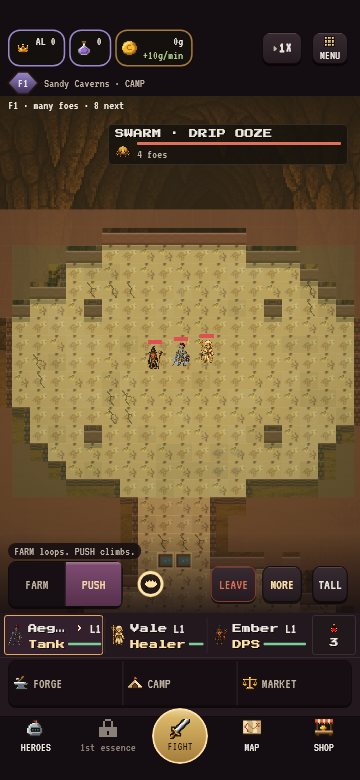 AL 0
0
0g
+10g/min
1X
MENU
F1
Sandy Caverns · CAMP
F1 · many foes · 8 next
SWARM · DRIP OOZE
4 foes
FARM loops. PUSH climbs.
FARM
PUSH
LEAVE
MORE
TALL
Aeg… › L1
Tank
Vale L1
Healer
Ember L1
DPS
3
FORGE
CAMP
MARKET
HEROES
1st essence
FIGHT
MAP
SHOP